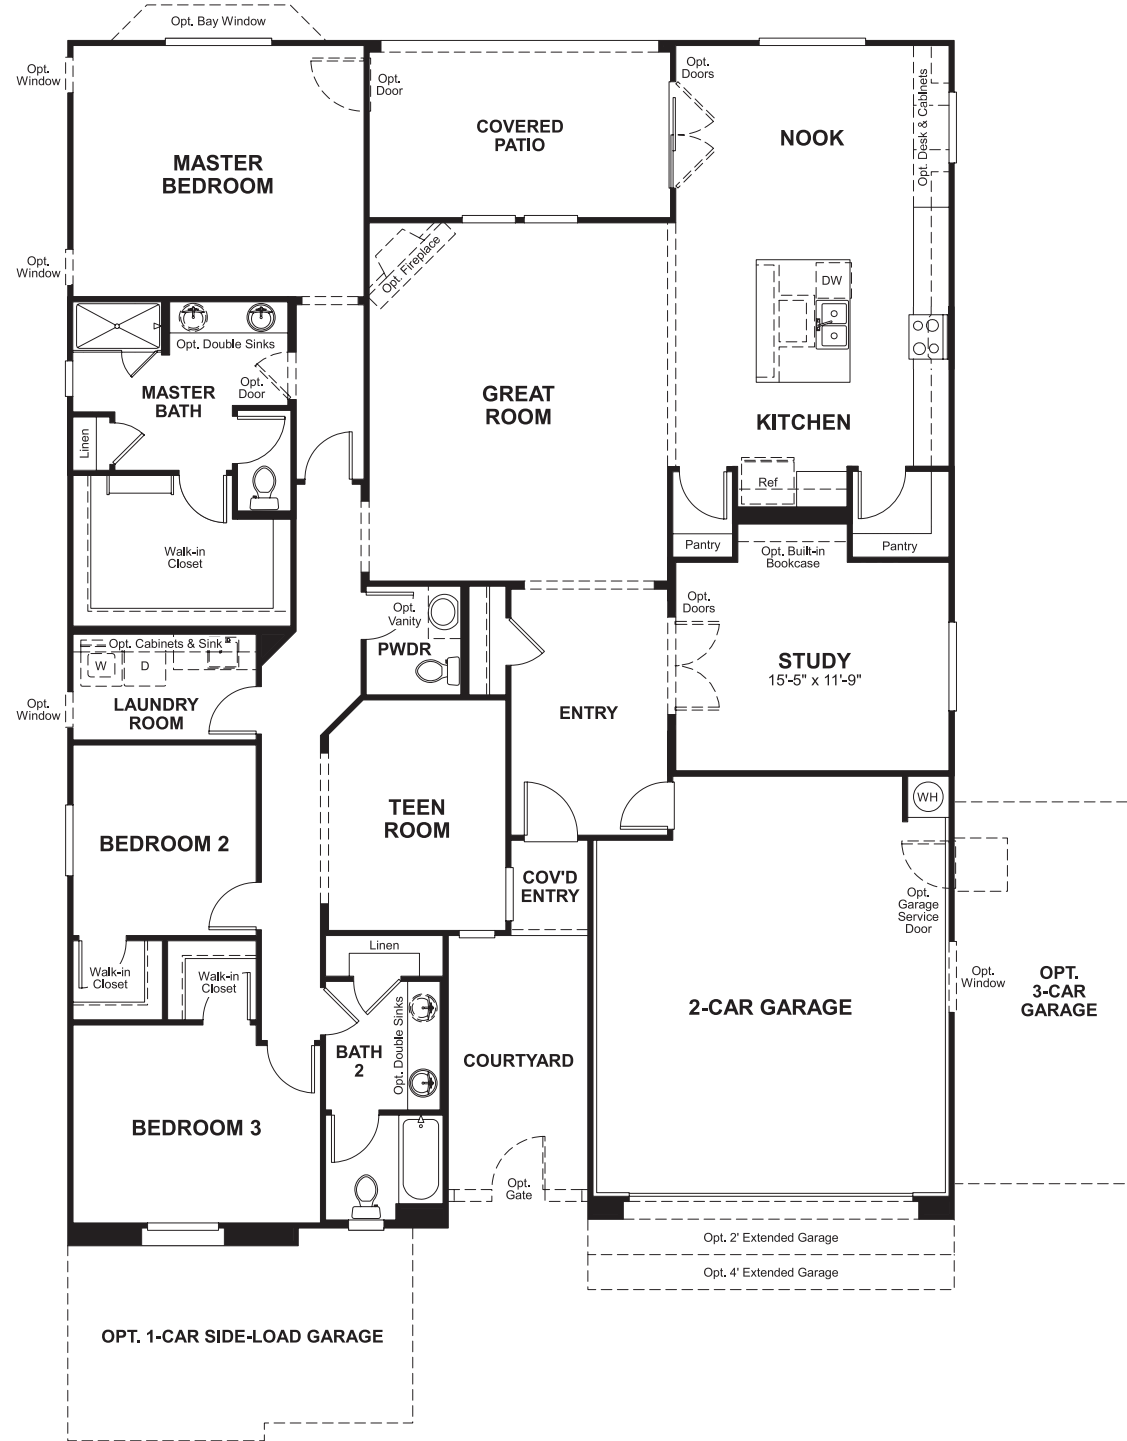 Opt. Bay Window
Opt.
Window
Opt.
Door
Opt.
Doors
Opt. Desk & Cabinets
COVERED
PATIO
NOOK
MASTER
BEDROOM
Opt.
Window
Opt. Fireplace
DW
Opt. Double Sinks
Opt.
Door
MASTER
BATH
GREAT
ROOM
KITCHEN
Linen
Ref
Walk-in
Closet
Pantry
Opt. Built-in
Bookcase
Pantry
Opt.
Vanity
PWDR
Opt.
Doors
Opt. Cabinets & Sink
W
D
STUDY
15'-5" x 11'-9"
Opt.
Window
LAUNDRY
ROOM
ENTRY
WH
TEEN
ROOM
BEDROOM 2
COV'D
ENTRY
Opt.
Garage
Service
Door
Linen
Walk-in
Closet
Walk-in
Closet
Opt.
Window
OPT.
3-CAR
GARAGE
2-CAR GARAGE
Opt. Double Sinks
BATH
2
COURTYARD
BEDROOM 3
Opt.
Gate
Opt. 2' Extended Garage
Opt. 4' Extended Garage
OPT. 1-CAR SIDE-LOAD GARAGE